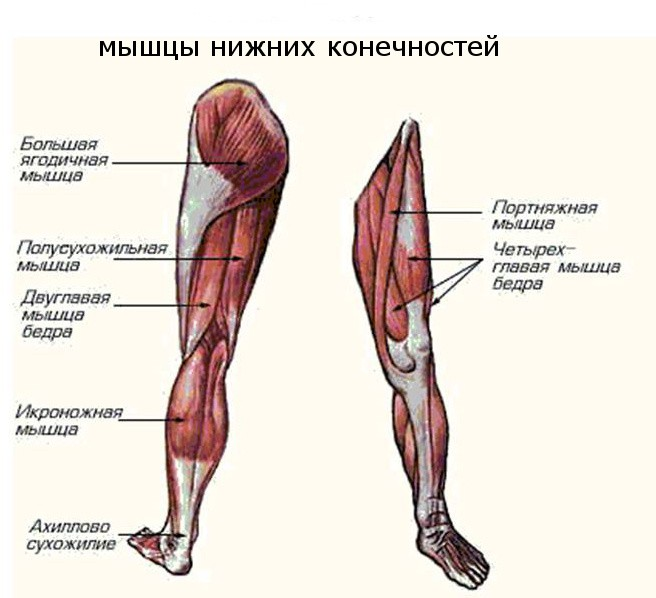 мышцы нижних конечностей
Большая
ягодичная
мышца
Полусухожильная
мышца
Двуглавая
мышца
бедра
Икроножная
мышца
Ахиллово
сухожилие
Портняжная
мышца
Четырех-
главая мышца
бедра